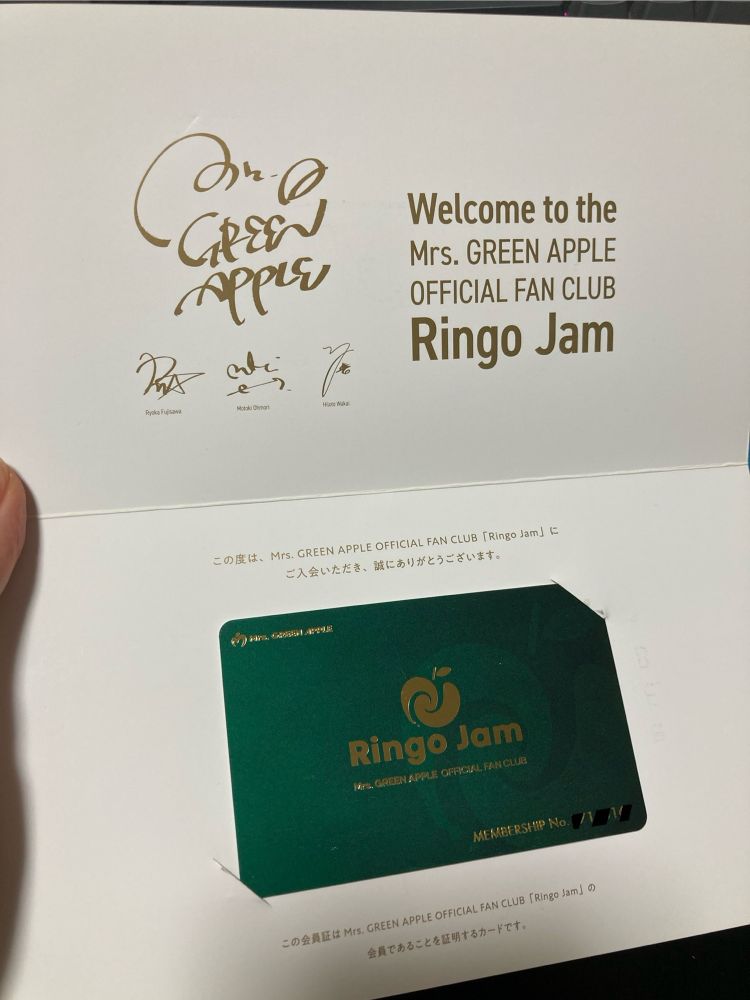 Mrs.
GREEN
APPLE
Welcome to the
Mrs. GREEN APPLE
OFFICIAL FAN CLUB
Ringo Jam
Ryoka Fujisawa
Motoki Ohmori
Hiroto Wakai
この度は、Mrs. GREEN APPLE OFFICIAL FAN CLUB「Ringo Jam」に
ご入会いただき、誠にありがとうございます。
Mrs. GREEN APPLE
Ringo Jam
Mrs. GREEN APPLE OFFICIAL FAN CLUB
MEMBERSHIP No.
この会員証は Mrs. GREEN APPLE OFFICIAL FAN CLUB「Ringo Jam」の
会員であることを証明するカードです。